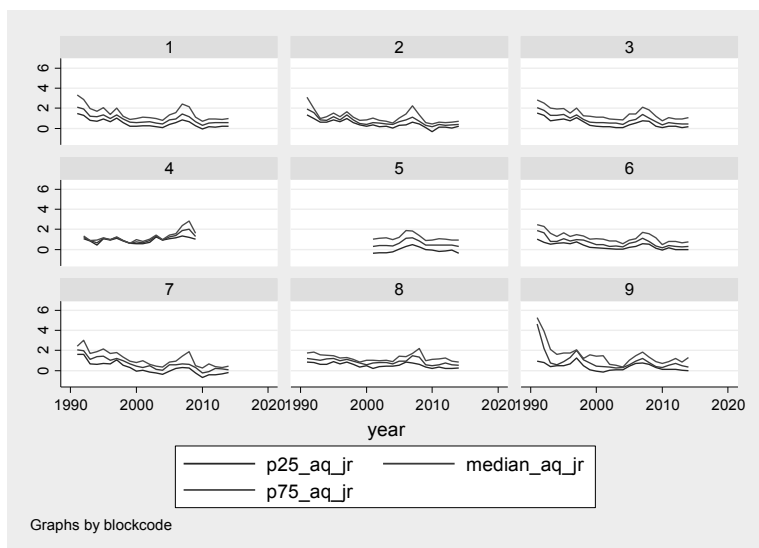 1 2 3
0 2 4 6
4 5 6
0 2 4 6
7 8 9
0 2 4 6
1990 2000 2010 2020 1990 2000 2010 2020 1990 2000 2010 2020
year
p25_aq_jr median_aq_jr
p75_aq_jr
Graphs by blockcode